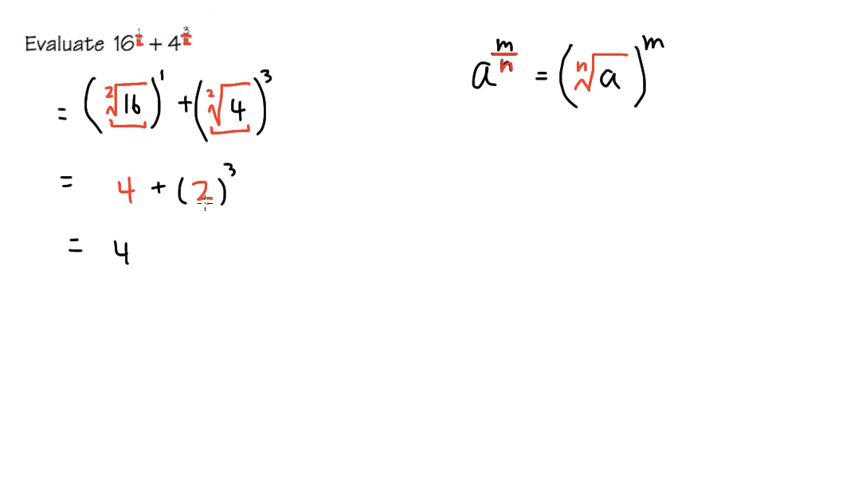 Evaluate 16^{1/2} + 4^{3/2}
a^{m/n} = (ⁿ√a)^m
= (²√16)^1 + (²√4)^3
= 4 + (2)^3
= 4